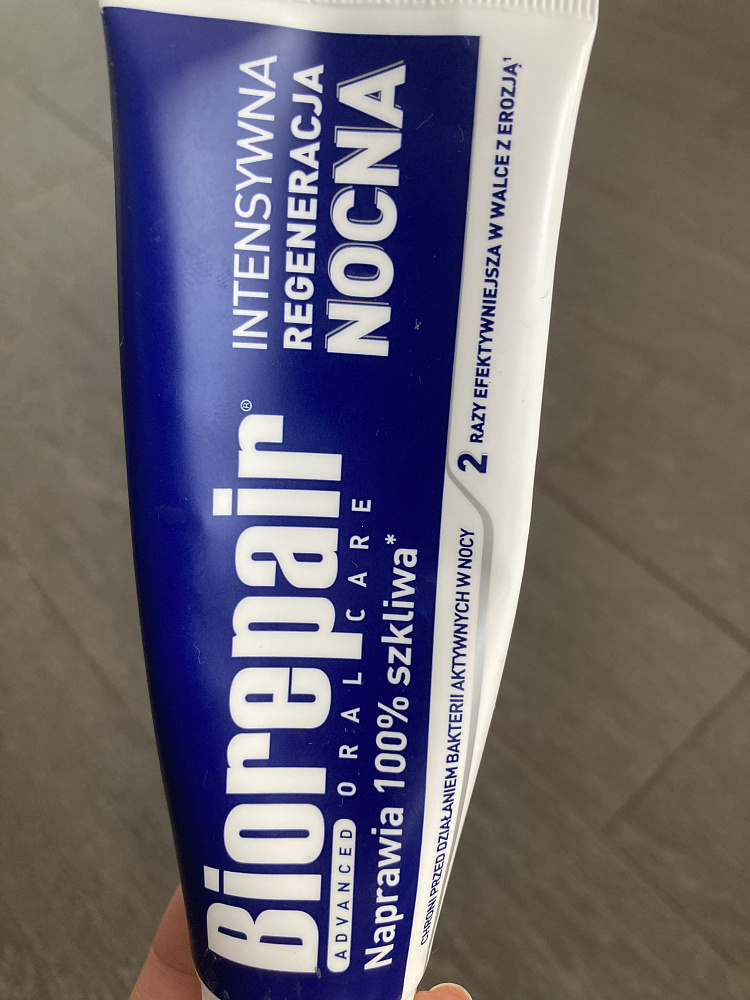 Biorepair®
ADVANCED ORAL CARE
Naprawia 100% szkliwa*
INTENSYWNA
REGENERACJA
NOCNA
CHRONI PRZED DZIAŁANIEM BAKTERII AKTYWNYCH W NOCY
2 RAZY EFEKTYWNIEJSZA W WALCE Z EROZJĄ¹